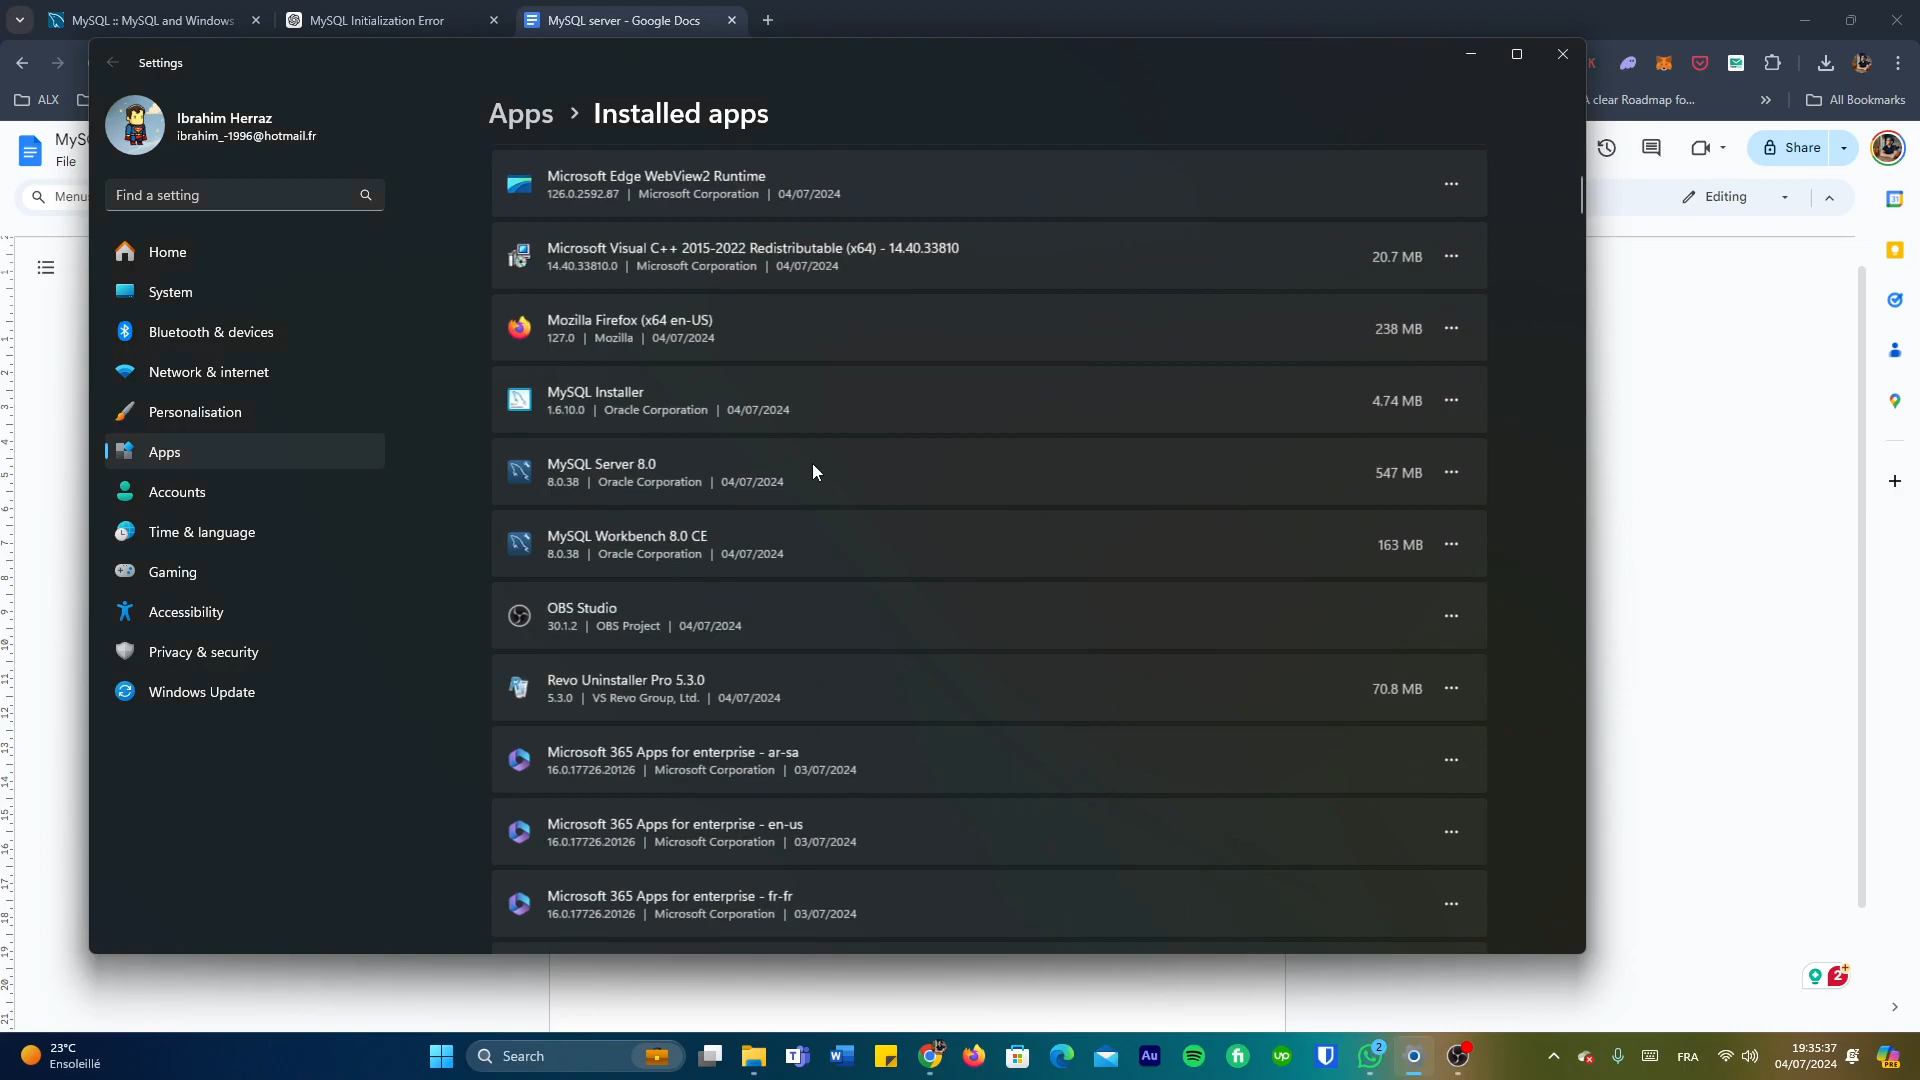 MySQL :: MySQL and Windows
MySQL Initialization Error
MySQL server - Google Docs
ALX
A clear Roadmap fo...
All Bookmarks
Settings
Ibrahim Herraz
ibrahim_-1996@hotmail.fr
Find a setting
Home
System
Bluetooth & devices
Network & internet
Personalisation
Apps
Accounts
Time & language
Gaming
Accessibility
Privacy & security
Windows Update
Apps > Installed apps
Microsoft Edge WebView2 Runtime
126.0.2592.87 | Microsoft Corporation | 04/07/2024
Microsoft Visual C++ 2015-2022 Redistributable (x64) - 14.40.33810
14.40.33810.0 | Microsoft Corporation | 04/07/2024
20.7 MB
Mozilla Firefox (x64 en-US)
127.0 | Mozilla | 04/07/2024
238 MB
MySQL Installer
1.6.10.0 | Oracle Corporation | 04/07/2024
4.74 MB
MySQL Server 8.0
8.0.38 | Oracle Corporation | 04/07/2024
547 MB
MySQL Workbench 8.0 CE
8.0.38 | Oracle Corporation | 04/07/2024
163 MB
OBS Studio
30.1.2 | OBS Project | 04/07/2024
Revo Uninstaller Pro 5.3.0
5.3.0 | VS Revo Group, Ltd. | 04/07/2024
70.8 MB
Microsoft 365 Apps for enterprise - ar-sa
16.0.17726.20126 | Microsoft Corporation | 03/07/2024
Microsoft 365 Apps for enterprise - en-us
16.0.17726.20126 | Microsoft Corporation | 03/07/2024
Microsoft 365 Apps for enterprise - fr-fr
16.0.17726.20126 | Microsoft Corporation | 03/07/2024
MyS
File
Menu
Share
Editing
23°C
Ensoleillé
Search
FRA
19:35:37
04/07/2024